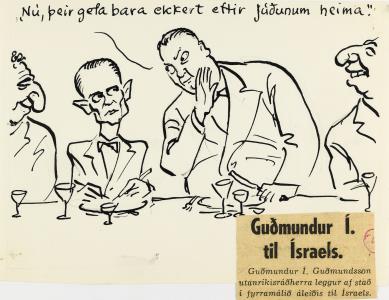 "Nú, þeir gefa bara ekkert eftir Júðunum heima."
Guðmundur Í.
til Ísraels.
Guðmundur Í. Guðmundsson
utanríkisráðherra leggur af stað
í fyrramálið áleiðis til Ísraels.